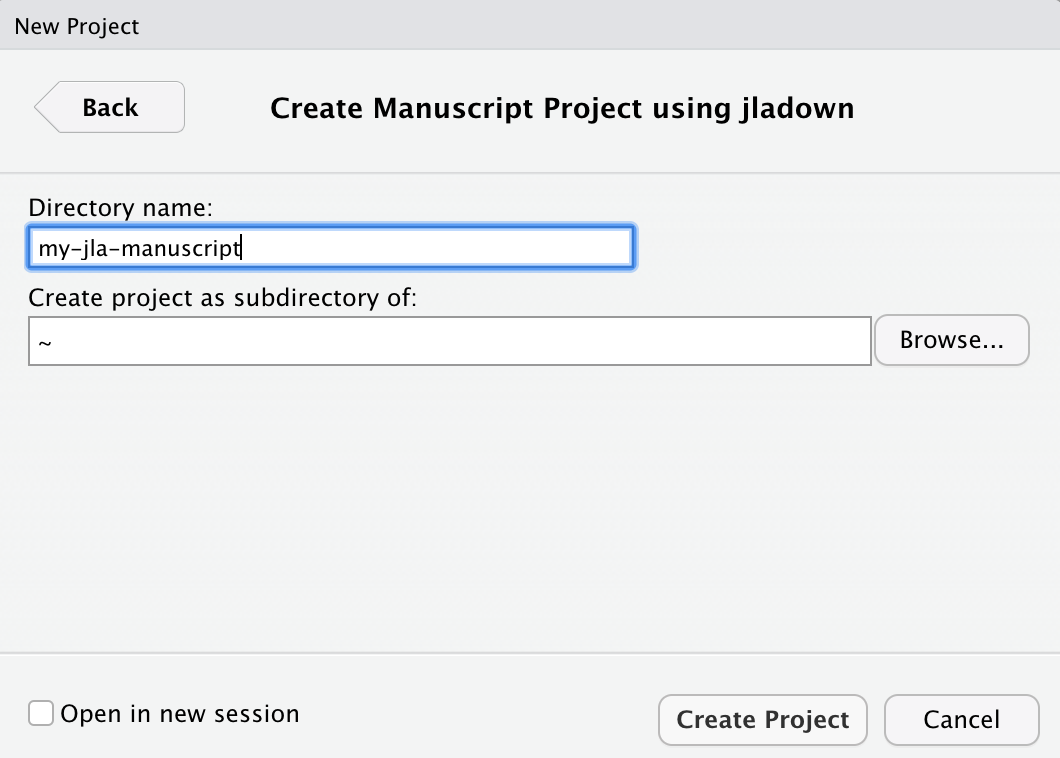 New Project
Back
Create Manuscript Project using jladown
Directory name:
my-jla-manuscript
Create project as subdirectory of:
~
Browse...
Open in new session
Create Project
Cancel